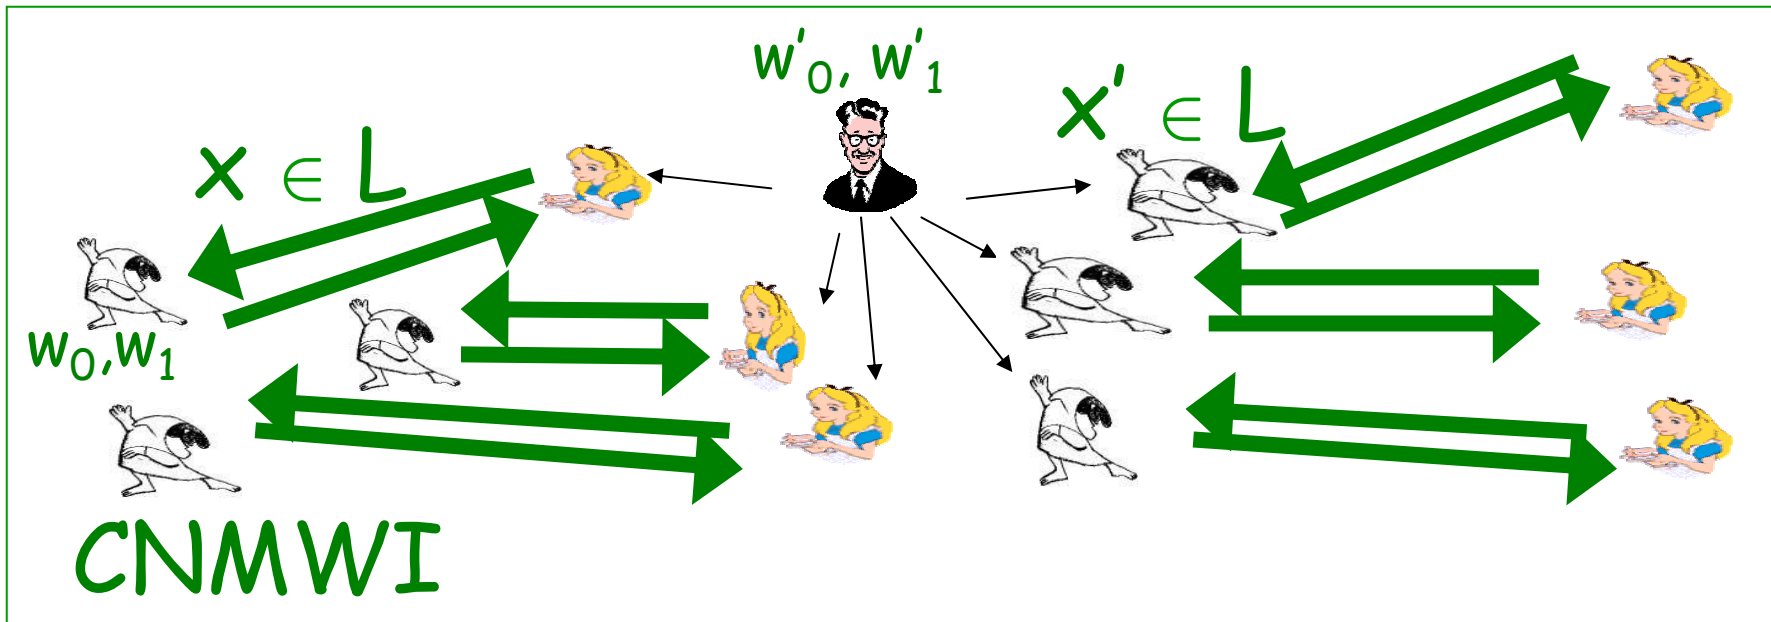 w'₀, w'₁
x' ∈ L
x ∈ L
w₀,w₁
CNMWI